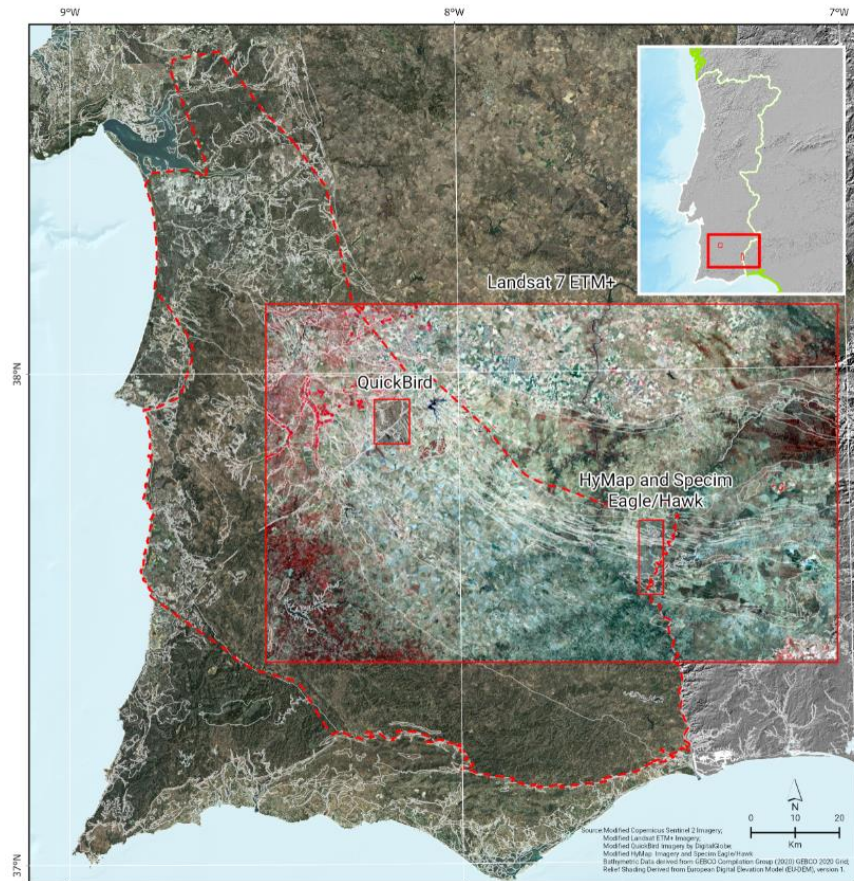 9°W
8°W
7°W
Landsat 7 ETM+
38°N
QuickBird
HyMap and Specim
Eagle/Hawk
N
0 10 20
Km
Source:Modified Copernicus Sentinel 2 Imagery;
Modified Landsat ETM+ Imagery;
Modified QuickBird Imagery by DigitalGlobe;
Modified HyMap Imagery and Specim Eagle/Hawk
Bathymetric Data derived from GEBCO Compilation Group (2020) GEBCO 2020 Grid;
Relief Shading Derived from European Digital Elevation Model (EU-DEM), version 1.
37°N